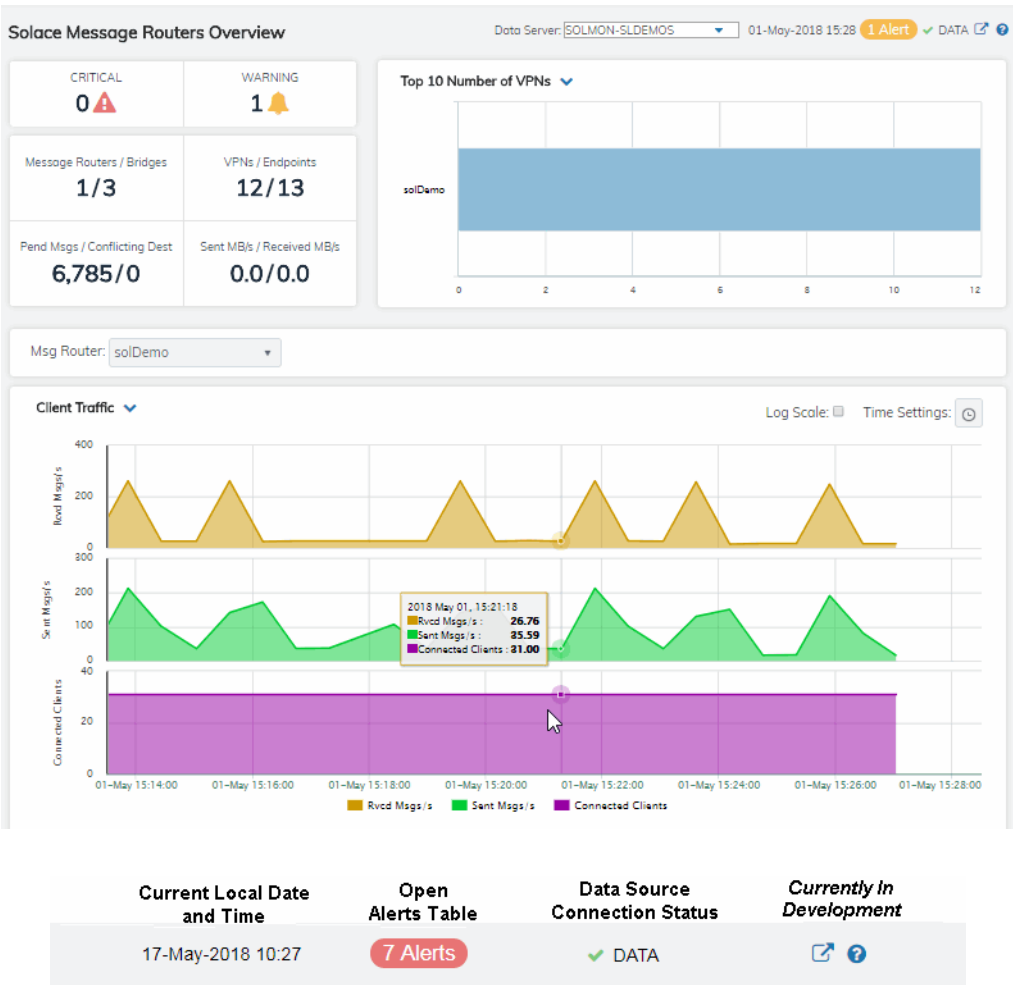 Solace Message Routers Overview
Data Server: SOLMON-SLDEMOS 01-May-2018 15:28 1 Alert DATA
CRITICAL
0
WARNING
1
Message Routers / Bridges
1/3
VPNs / Endpoints
12/13
Pend Msgs / Conflicting Dest
6,785/0
Sent MB/s / Received MB/s
0.0/0.0
Top 10 Number of VPNs
solDemo
0 2 4 6 8 10 12
Msg Router: solDemo
Client Traffic
Log Scale: Time Settings:
Rcvd Msgs/s
400
200
0
Sent Msgs/s
300
200
100
0
Connected Clients
40
20
0
2018 May 01, 15:21:18
Rvcd Msgs/s : 26.76
Sent Msgs/s : 35.59
Connected Clients : 31.00
01-May 15:14:00 01-May 15:16:00 01-May 15:18:00 01-May 15:20:00 01-May 15:22:00 01-May 15:24:00 01-May 15:26:00 01-May 15:28:00
Rvcd Msgs/s Sent Msgs/s Connected Clients
Current Local Date
and Time
Open
Alerts Table
Data Source
Connection Status
Currently in
Development
17-May-2018 10:27 7 Alerts DATA ?